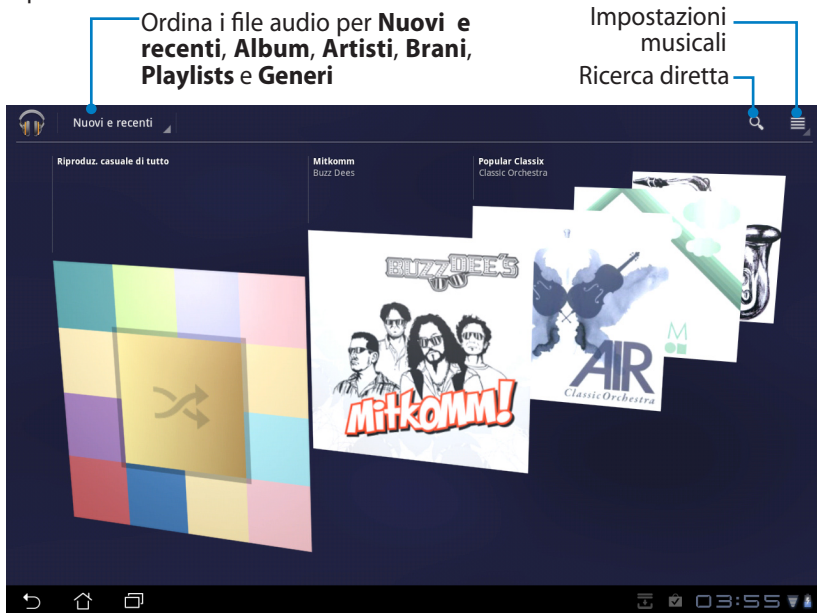 Ordina i file audio per Nuovi e
recenti, Album, Artisti, Brani,
Playlists e Generi
Impostazioni
musicali
Ricerca diretta
Nuovi e recenti
Riproduz. casuale di tutto
Mitkomm
Buzz Dees
Popular Classix
Classic Orchestra
BUZZ DEE'S
Mitkomm!
AIR
Classic Orchestra
M
03:55